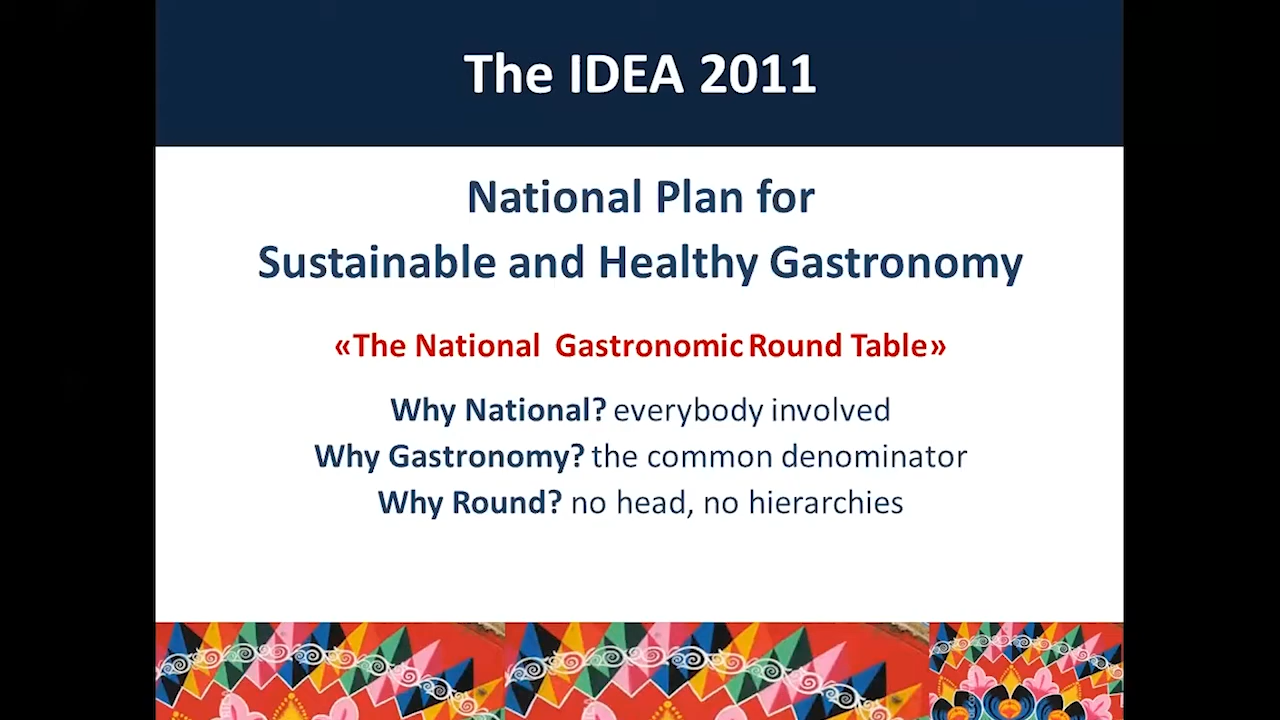 The IDEA 2011
National Plan for
Sustainable and Healthy Gastronomy
«The National Gastronomic Round Table»
Why National? everybody involved
Why Gastronomy? the common denominator
Why Round? no head, no hierarchies